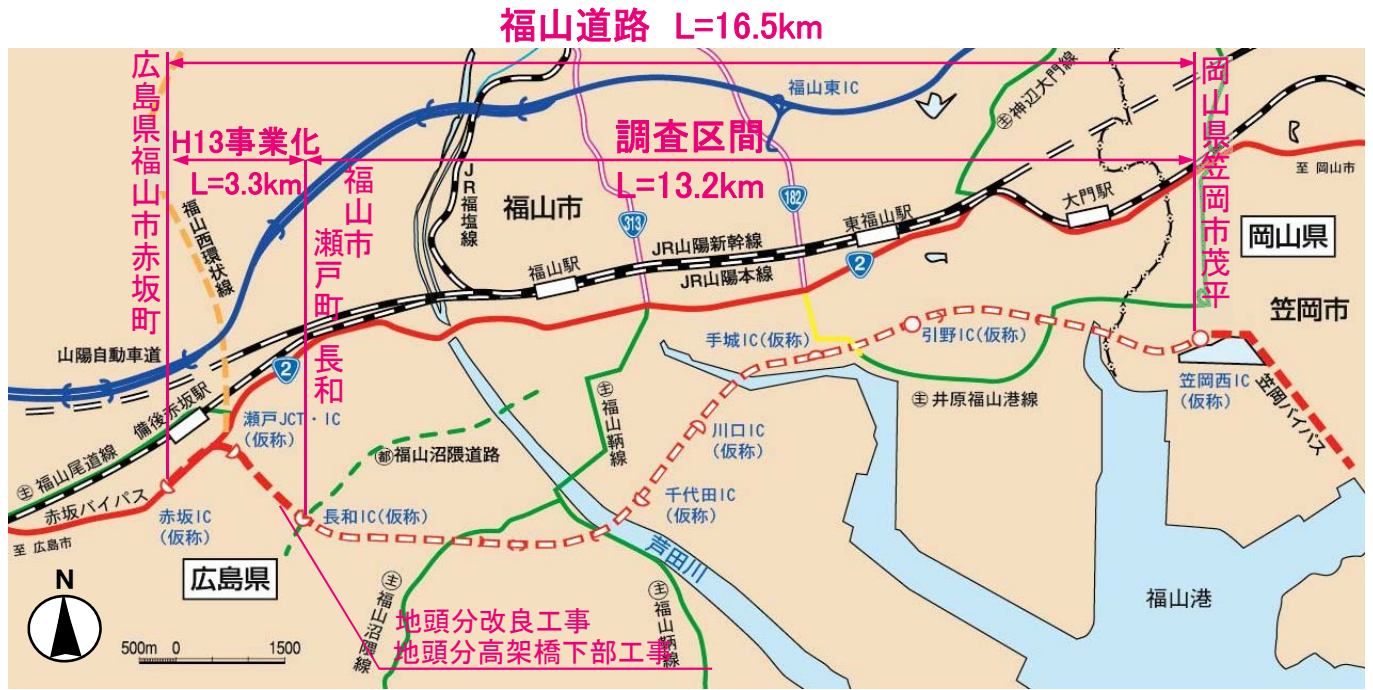 福山道路 L=16.5km
広島県福山市赤坂町
H13事業化
L=3.3km
調査区間
L=13.2km
岡山県笠岡市茂平
福山市
瀬戸町
長和
福山西環状線
JR福塩線
福山市
313
182
福山東IC
主神辺大門線
至 岡山市
岡山県
笠岡市
大門駅
東福山駅
2
福山駅
JR山陽新幹線
JR山陽本線
山陽自動車道
2
備後赤坂駅
瀬戸JCT・IC
(仮称)
主福山尾道線
赤坂バイパス
至 広島市
赤坂IC
(仮称)
都福山沼隈道路
長和IC(仮称)
主福山鞆線
手城IC(仮称)
引野IC(仮称)
川口IC
(仮称)
千代田IC
(仮称)
主井原福山港線
笠岡西IC
(仮称)
笠岡バイパス
芦田川
福山港
広島県
主福山沼隈線
主福山鞆線
地頭分改良工事
地頭分高架橋下部工事
N
500m 0 1500